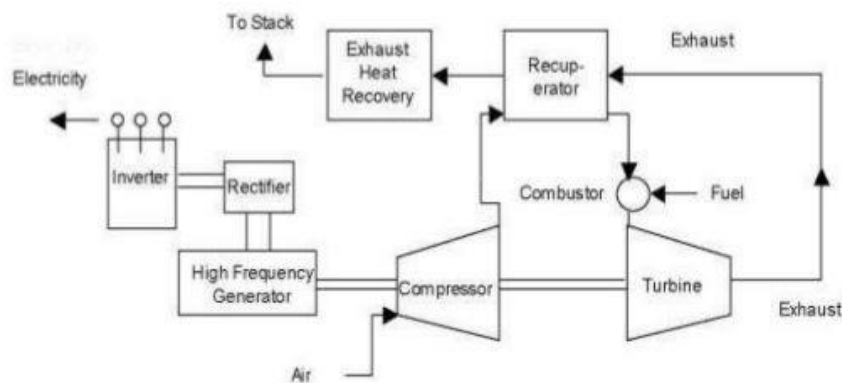 To Stack
Exhaust
Heat
Recovery
Recup-
erator
Exhaust
Electricity
Inverter
Rectifier
Combustor
Fuel
High Frequency
Generator
Compressor
Turbine
Exhaust
Air